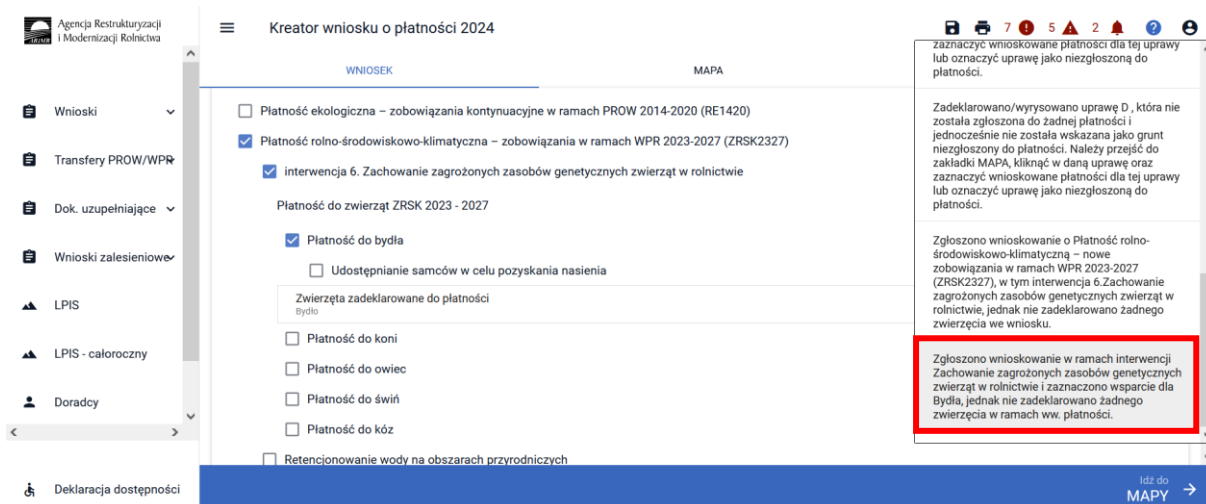 Agencja Restrukturyzacji
i Modernizacji Rolnictwa
ARiMR
Kreator wniosku o płatności 2024
7 5 2
WNIOSEK
MAPA
Wnioski
Transfery PROW/WPR
Dok. uzupełniające
Wnioski zalesieniowe
LPIS
LPIS - całoroczny
Doradcy
Deklaracja dostępności
Płatność ekologiczna – zobowiązania kontynuacyjne w ramach PROW 2014-2020 (RE1420)
Płatność rolno-środowiskowo-klimatyczna – zobowiązania w ramach WPR 2023-2027 (ZRSK2327)
interwencja 6. Zachowanie zagrożonych zasobów genetycznych zwierząt w rolnictwie
Płatność do zwierząt ZRSK 2023 - 2027
Płatność do bydła
Udostępnianie samców w celu pozyskania nasienia
Zwierzęta zadeklarowane do płatności
Bydło
Płatność do koni
Płatność do owiec
Płatność do świń
Płatność do kóz
Retencjonowanie wody na obszarach przyrodniczych
zaznaczyć wnioskowane płatności dla tej uprawy
lub oznaczyć uprawę jako niezgłoszoną do
płatności.
Zadeklarowano/wyrysowano uprawę D , która nie
została zgłoszona do żadnej płatności i
jednocześnie nie została wskazana jako grunt
niezgłoszony do płatności. Należy przejść do
zakładki MAPA, kliknąć w daną uprawę oraz
zaznaczyć wnioskowane płatności dla tej uprawy
lub oznaczyć uprawę jako niezgłoszoną do
płatności.
Zgłoszono wnioskowanie o Płatność rolno-
środowiskowo-klimatyczną – nowe
zobowiązania w ramach WPR 2023-2027
(ZRSK2327), w tym interwencja 6.Zachowanie
zagrożonych zasobów genetycznych zwierząt w
rolnictwie, jednak nie zadeklarowano żadnego
zwierzęcia we wniosku.
Zgłoszono wnioskowanie w ramach interwencji
Zachowanie zagrożonych zasobów genetycznych
zwierząt w rolnictwie i zaznaczono wsparcie dla
Bydła, jednak nie zadeklarowano żadnego
zwierzęcia w ramach ww. płatności.
Idź do
MAPY